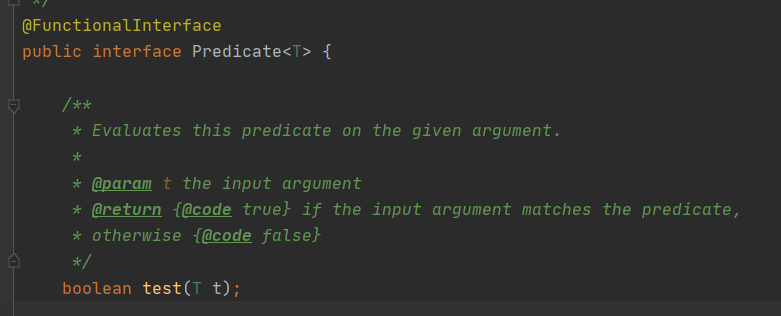 */
@FunctionalInterface
public interface Predicate<T> {
/**
* Evaluates this predicate on the given argument.
*
* @param t the input argument
* @return {@code true} if the input argument matches the predicate,
* otherwise {@code false}
*/
boolean test(T t);